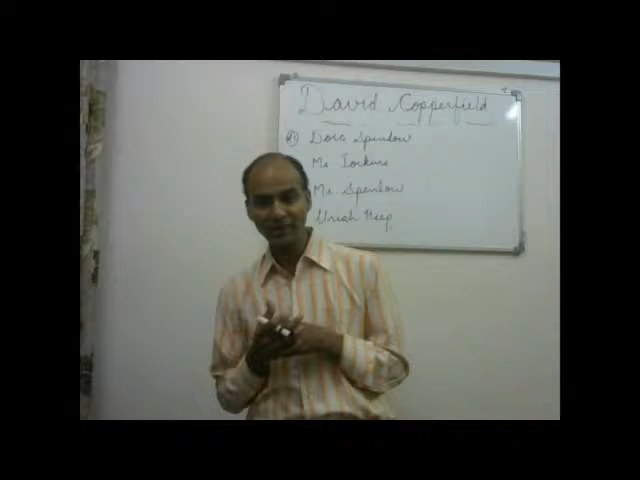 David Copperfield
Dora Spenlow
Mr Jorkins
Mr Spenlow
Uriah Heep